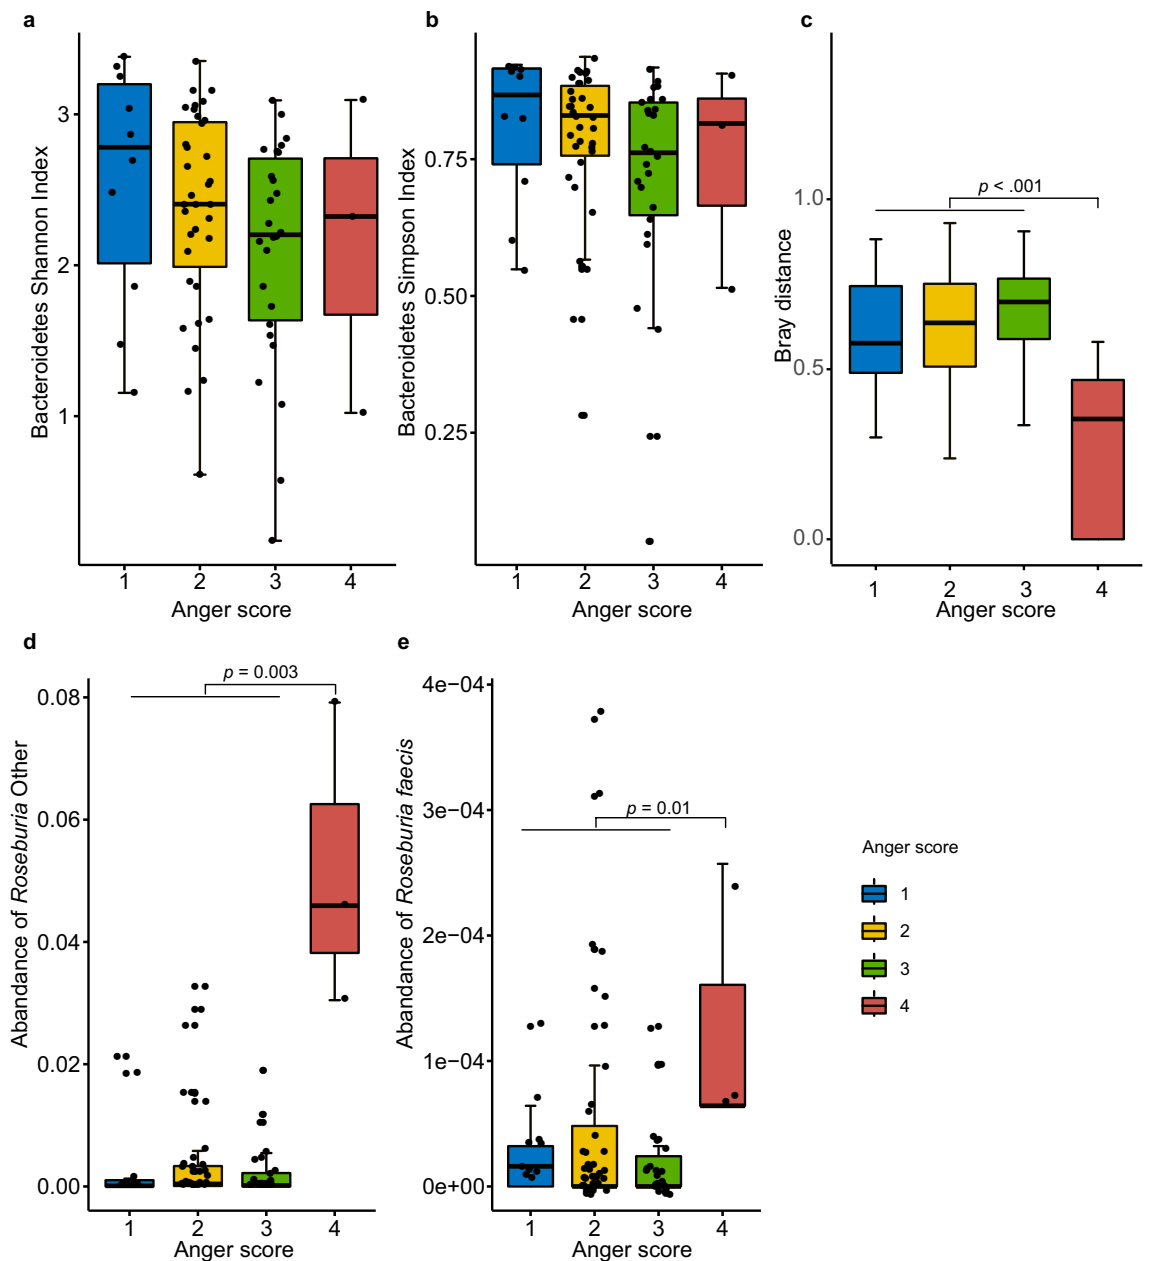 a
Bacteroidetes Shannon Index
3
2
1
1 2 3 4
Anger score
b
Bacteroidetes Simpson Index
0.75
0.50
0.25
1 2 3 4
Anger score
c
Bray distance
1.0
0.5
0.0
p < .001
1 2 3 4
Anger score
d
Abandance of Roseburia Other
0.08
0.06
0.04
0.02
0.00
p = 0.003
1 2 3 4
Anger score
e
Abandance of Roseburia faecis
4e−04
3e−04
2e−04
1e−04
0e+00
p = 0.01
1 2 3 4
Anger score
Anger score
1
2
3
4